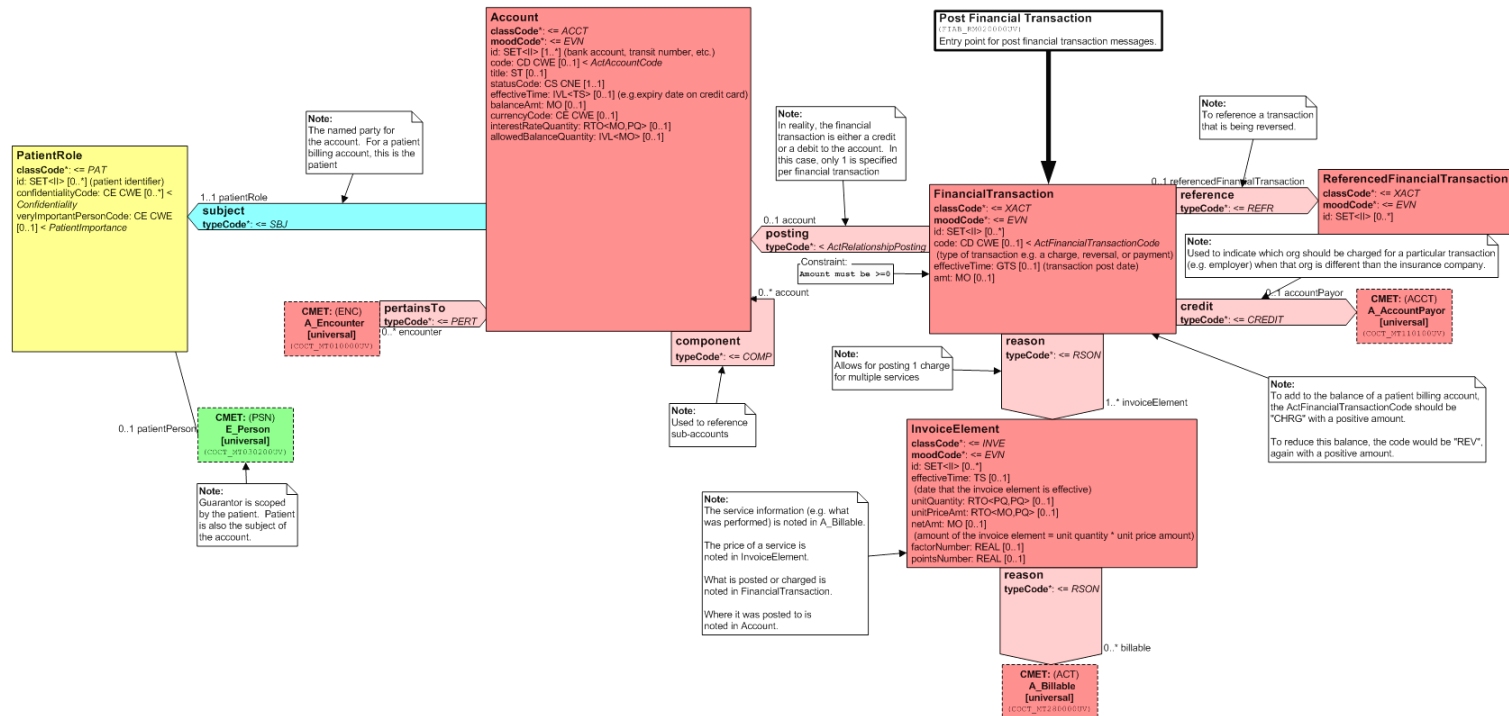 Post Financial Transaction
(FIAB_RM020000UV)
Entry point for post financial transaction messages.
Account
classCode*: <= ACCT
moodCode*: <= EVN
id: SET<II> [1..*] (bank account, transit number, etc.)
code: CD CWE [0..1] < ActAccountCode
title: ST [0..1]
statusCode: CS CNE [1..1]
effectiveTime: IVL<TS> [0..1] (e.g.expiry date on credit card)
balanceAmt: MO [0..1]
currencyCode: CE CWE [0..1]
interestRateQuantity: RTO<MO,PQ> [0..1]
allowedBalanceQuantity: IVL<MO> [0..1]
Note:
The named party for
the account.  For a patient
billing account, this is the
patient
Note:
In reality, the financial
transaction is either a credit
or a debit to the account.  In
this case, only 1 is specified
per financial transaction
Note:
To reference a transaction
that is being reversed.
PatientRole
classCode*: <= PAT
id: SET<II> [0..*] (patient identifier)
confidentialityCode: CE CWE [0..*] <
Confidentiality
veryImportantPersonCode: CE CWE
[0..1] < PatientImportance
1..1 patientRole
subject
typeCode*: <= SBJ
0..1 account
posting
typeCode*: < ActRelationshipPosting
Constraint:
Amount must be >=0
FinancialTransaction
classCode*: <= XACT
moodCode*: <= EVN
id: SET<II> [0..*]
code: CD CWE [0..1] < ActFinancialTransactionCode
(type of transaction e.g. a charge, reversal, or payment)
effectiveTime: GTS [0..1] (transaction post date)
amt: MO [0..1]
0..1 referencedFinancialTransaction
reference
typeCode*: <= REFR
ReferencedFinancialTransaction
classCode*: <= XACT
moodCode*: <= EVN
id: SET<II> [0..*]
Note:
Used to indicate which org should be charged for a particular transaction
(e.g. employer) when that org is different than the insurance company.
0..1 accountPayor
credit
typeCode*: <= CREDIT
CMET: (ACCT)
A_AccountPayor
[universal]
(COCT_MT110100UV)
CMET: (ENC)
A_Encounter
[universal]
(COCT_MT010000UV)
pertainsTo
typeCode*: <= PERT
0..* encounter
0..* account
component
typeCode*: <= COMP
Note:
Used to reference
sub-accounts
reason
typeCode*: <= RSON
Note:
Allows for posting 1 charge
for multiple services
1..* invoiceElement
Note:
To add to the balance of a patient billing account,
the ActFinancialTransactionCode should be
"CHRG" with a positive amount.
To reduce this balance, the code would be "REV",
again with a positive amount.
0..1 patientPerson
CMET: (PSN)
E_Person
[universal]
(COCT_MT030200UV)
Note:
Guarantor is scoped
by the patient.  Patient
is also the subject of
the account.
InvoiceElement
classCode*: <= INVE
moodCode*: <= EVN
id: SET<II> [0..*]
effectiveTime: TS [0..1]
(date that the invoice element is effective)
unitQuantity: RTO<PQ,PQ> [0..1]
unitPriceAmt: RTO<MO,PQ> [0..1]
netAmt: MO [0..1]
(amount of the invoice element = unit quantity * unit price amount)
factorNumber: REAL [0..1]
pointsNumber: REAL [0..1]
Note:
The service information (e.g. what
was performed) is noted in A_Billable.
The price of a service is
noted in InvoiceElement.
What is posted or charged is
noted in FinancialTransaction.
Where it was posted to is
noted in Account.
reason
typeCode*: <= RSON
0..* billable
CMET: (ACT)
A_Billable
[universal]
(COCT_MT280000UV)